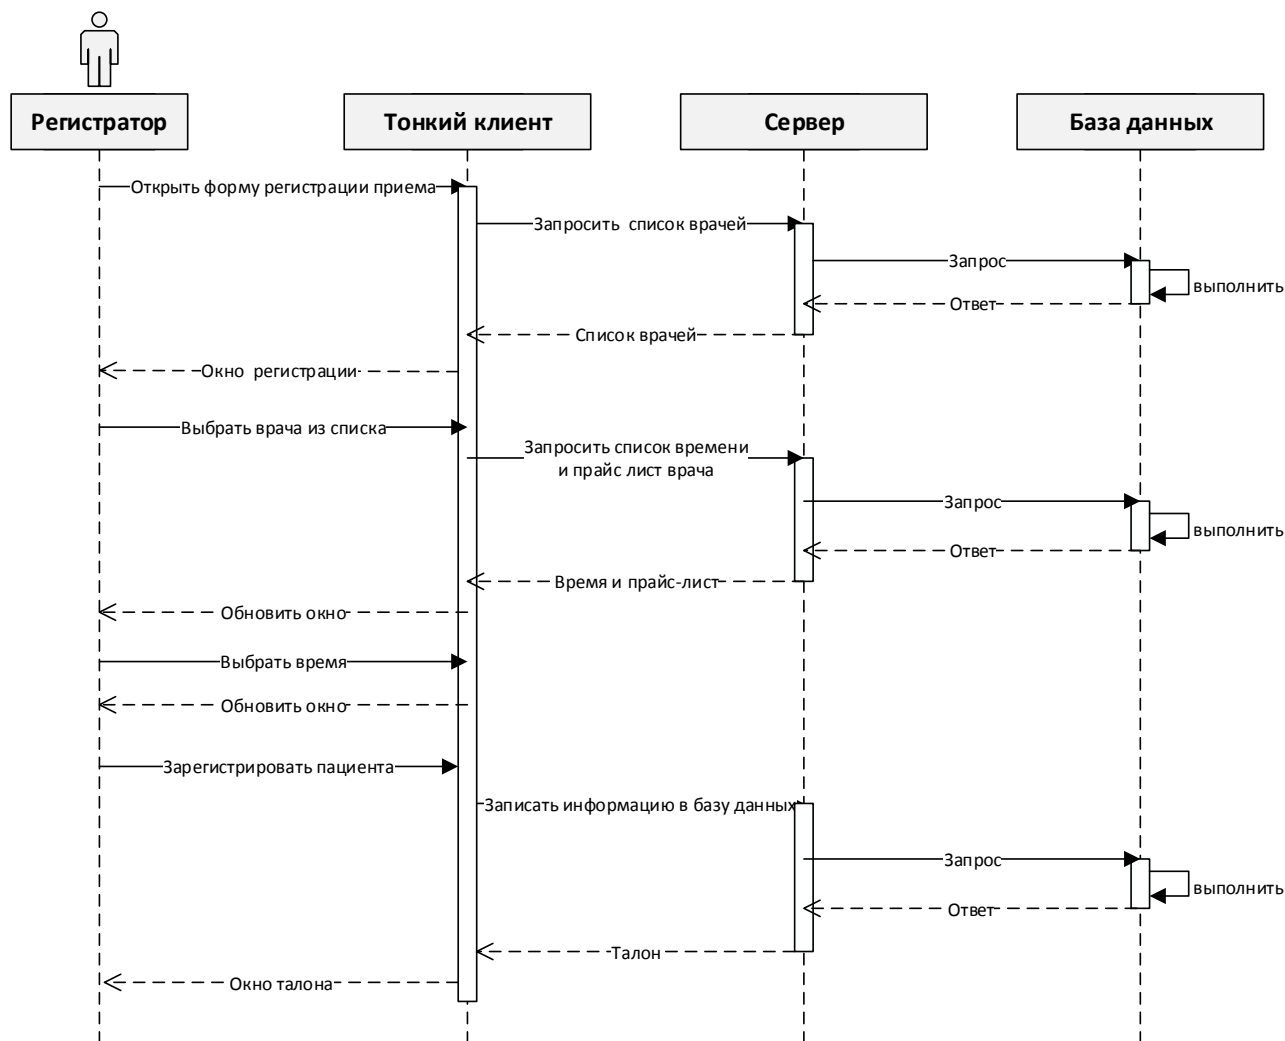 Регистратор
Тонкий клиент
Сервер
База данных
Открыть форму регистрации приема
Запросить  список врачей
Запрос
выполнить
Ответ
Список врачей
Окно  регистрации
Выбрать врача из списка
Запросить список времени
и прайс лист врача
Запрос
выполнить
Ответ
Время и прайс-лист
Обновить окно
Выбрать время
Обновить окно
Зарегистрировать пациента
Записать информацию в базу данных
Запрос
выполнить
Ответ
Талон
Окно талона